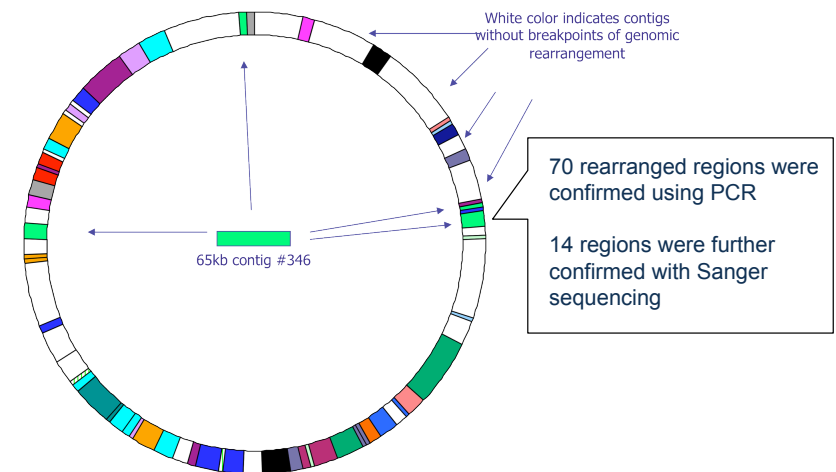 White color indicates contigs
without breakpoints of genomic
rearrangement
70 rearranged regions were
confirmed using PCR
14 regions were further
confirmed with Sanger
sequencing
65kb contig #346